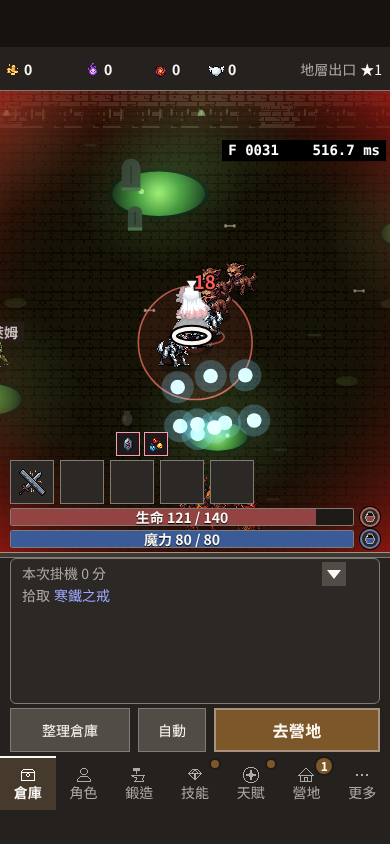 0 0 0 0 地層出口 ★1
F 0031 516.7 ms
18
萊姆
生命 121 / 140
魔力 80 / 80
本次掛機 0 分
拾取 寒鐵之戒
整理倉庫 自動 去營地
1
倉庫 角色 鍛造 技能 天賦 營地 更多